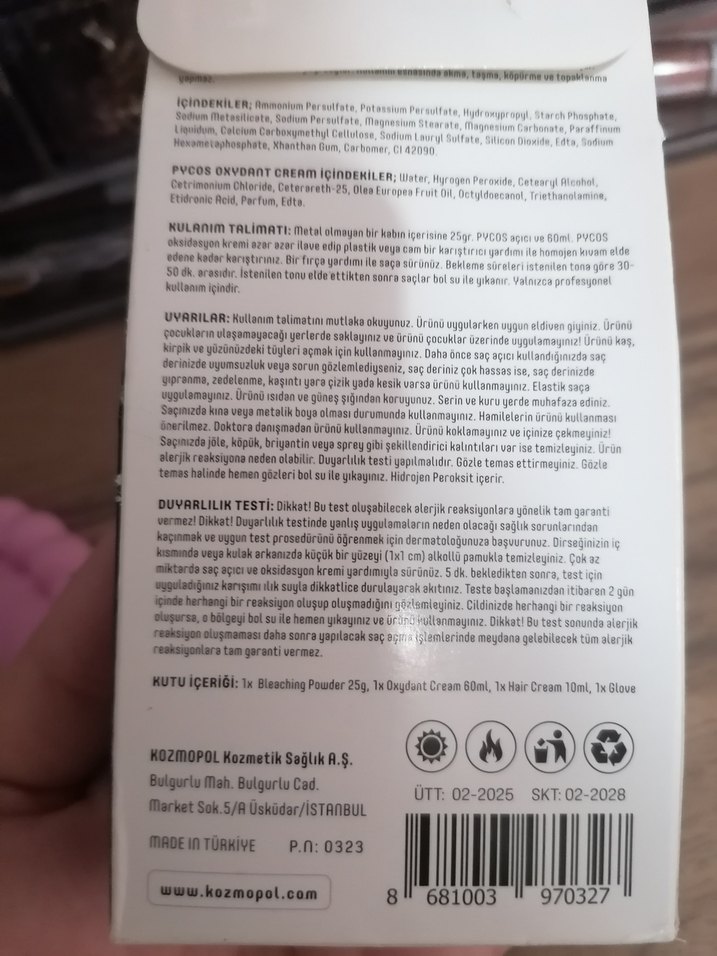 kullanımı esnasında akma, taşma, köpürme ve topaklanma
yapmaz.
İÇİNDEKİLER; Ammonium Persulfate, Potassium Persulfate, Hydroxypropyl, Starch Phosphate,
Sodium Metasilicate, Sodium Persulfate, Magnesium Stearate, Magnesium Carbonate, Paraffinum
Liquidum, Calcium Carboxymethyl Cellulose, Sodium Lauryl Sulfate, Silicon Dioxide, Edta, Sodium
Hexametaphosphate, Xhanthan Gum, Carbomer, CI 42090.
PYCOS OXYDANT CREAM İÇİNDEKİLER; Water, Hyrogen Peroxide, Cetearyl Alcohol,
Cetrimonium Chloride, Ceterareth-25, Olea Europea Fruit Oil, Octyldoecanol, Triethanolamine,
Etidronic Acid, Parfum, Edta.
KULANIM TALİMATI: Metal olmayan bir kabın içerisine 25gr. PYCOS açıcı ve 60ml. PYCOS
oksidasyon kremi azar azar ilave edip plastik veya cam bir karıştırıcı yardımı ile homojen kıvam elde
edene kadar karıştırınız. Bir fırça yardımı ile saça sürünüz. Bekleme süreleri istenilen tona göre 30-
50 dk. arasıdır. İstenilen tonu elde ettikten sonra saçlar bol su ile yıkanır. Yalnızca profesyonel
kullanım içindir.
UYARILAR: Kullanım talimatını mutlaka okuyunuz. Ürünü uygularken uygun eldiven giyiniz. Ürünü
çocukların ulaşamayacağı yerlerde saklayınız ve ürünü çocuklar üzerinde uygulamayınız! Ürünü kaş,
kirpik ve yüzünüzdeki tüyleri açmak için kullanmayınız. Daha önce saç açıcı kullandığınızda saç
derinizde uyumsuzluk veya sorun gözlemlediyseniz, saç deriniz çok hassas ise, saç derinizde
yıpranma, zedelenme, kaşıntı yara çizik yada kesik varsa ürünü kullanmayınız. Elastik saça
uygulamayınız. Ürünü ısıdan ve güneş şığından koruyunuz. Serin ve kuru yerde muhafaza ediniz.
Saçınızda kına veya metalik boya olması durumunda kullanmayınız. Hamilelerin ürünü kullanması
önerilmez. Doktora danışmadan ürünü kullanmayınız. Ürünü koklamayınız ve içinize çekmeyiniz!
Saçınızda jöle, köpük, briyantin veya sprey gibi şekillendirici kalıntıları var ise temizleyiniz. Ürün
alerjik reaksiyona neden olabilir. Duyarlılık testi yapılmalıdır. Gözle temas ettirmeyiniz. Gözle
temas halinde hemen gözleri bol su ile yıkayınız. Hidrojen Peroksit içerir.
DUYARLILIK TESTİ: Dikkat! Bu test oluşabilecek alerjik reaksiyonlara yönelik tam garanti
vermez! Dikkat! Duyarlılık testinde yanlış uygulamaların neden olacağı sağlık sorunlarından
kaçınmak ve uygun test prosedürünü öğrenmek için dermatoloğunuza başvurunuz. Dirseğinizin iç
kısmında veya kulak arkanızda küçük bir yüzeyi (1x1 cm) alkollü pamukla temizleyiniz. Çok az
miktarda saç açıcı ve oksidasyon kremi yardımıyla sürünüz. 5 dk. bekledikten sonra, test için
uyguladığınız karışımı ılık suyla dikkatlice durulayarak akıtınız. Teste başlamanızdan itibaren 2 gün
içinde herhangi bir reaksiyon oluşup oluşmadığını gözlemleyiniz. Cildinizde herhangi bir reaksiyon
oluşursa, o bölgeyi bol su ile hemen yıkayınız ve ürünü kullanmayınız. Dikkat! Bu test sonunda alerjik
reaksiyon oluşmaması daha sonra yapılacak saç açma işlemlerinde meydana gelebilecek tüm alerjik
reaksiyonlara tam garanti vermez.
KUTU İÇERİĞİ: 1x Bleaching Powder 25g, 1x Oxydant Cream 60ml, 1x Hair Cream 10ml, 1x Glove
KOZMOPOL Kozmetik Sağlık A.Ş.
Bulgurlu Mah. Bulgurlu Cad.
Market Sok.5/A Üsküdar/İSTANBUL
MADE IN TÜRKİYE P.N: 0323
www.kozmopol.com
ÜTT: 02-2025 SKT: 02-2028
8 681003 970327